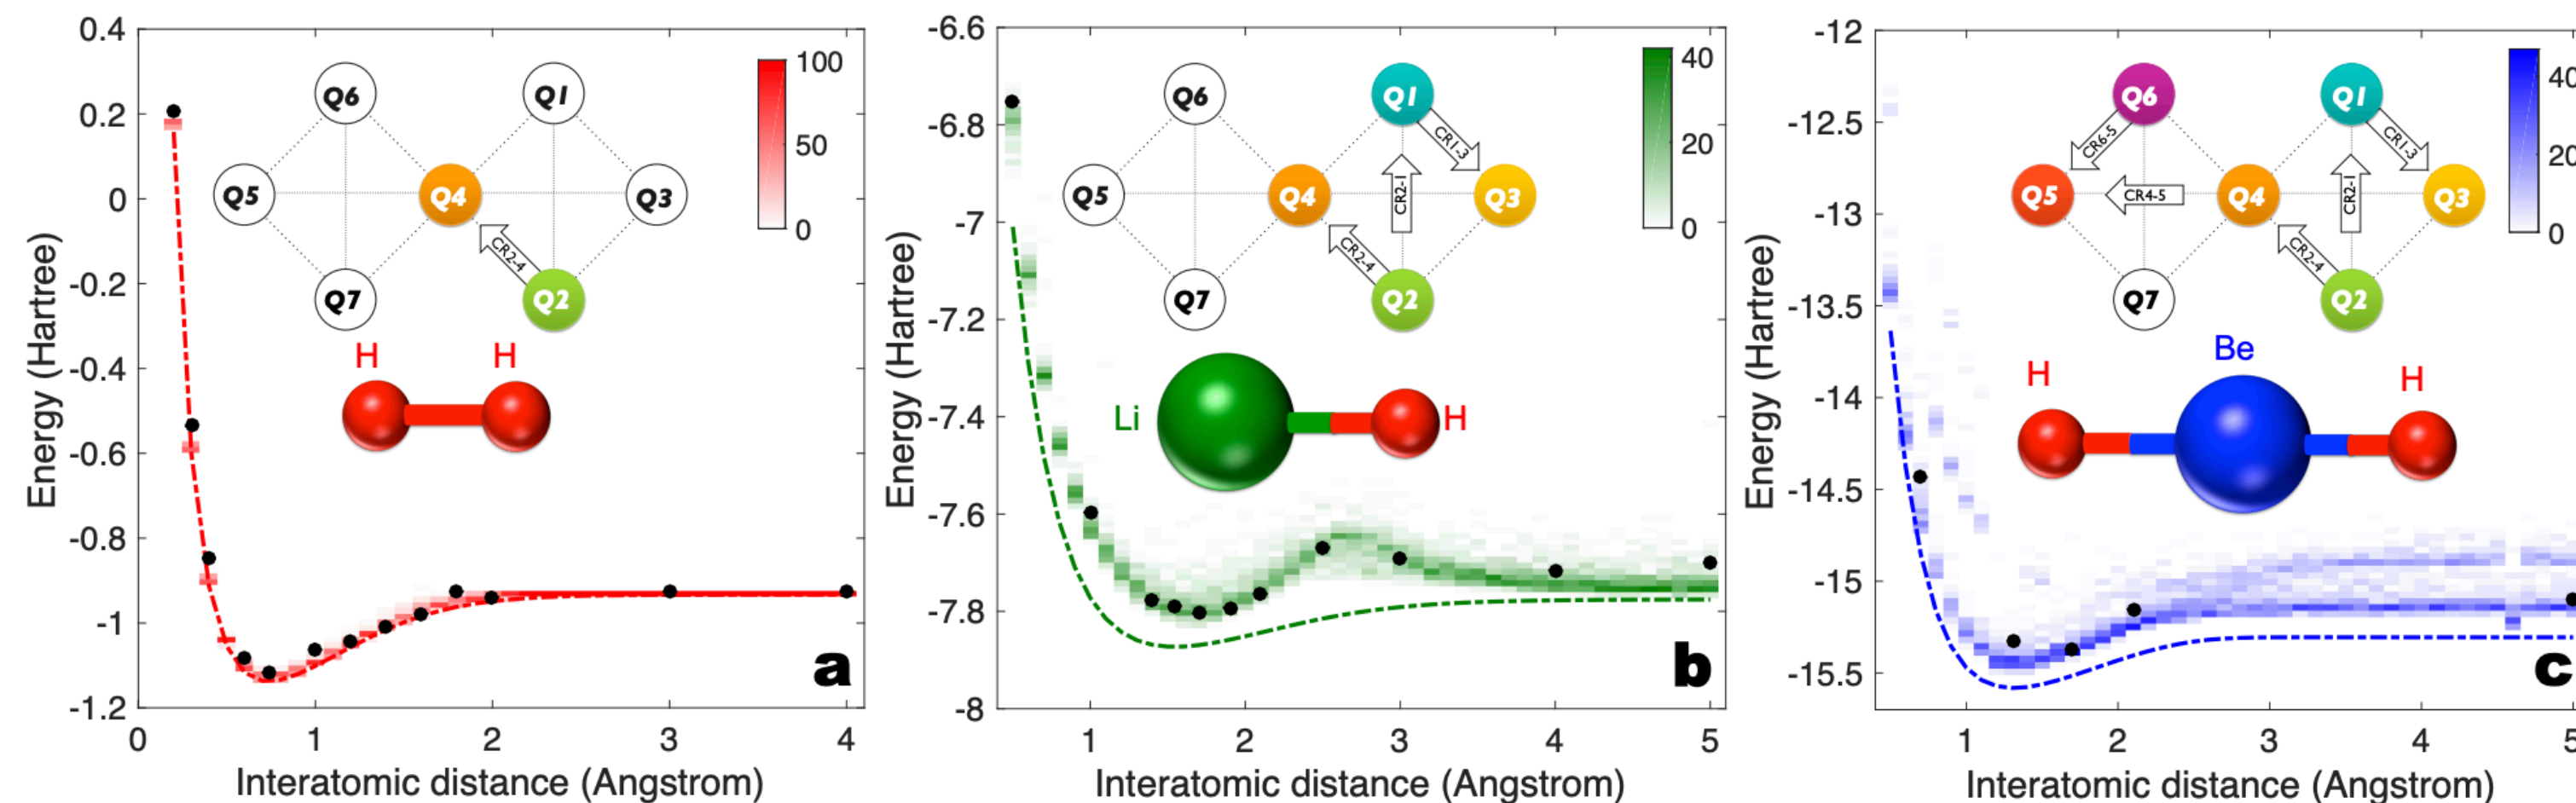 Energy (Hartree)
0.4
0.2
0
-0.2
-0.4
-0.6
-0.8
-1
-1.2
0
1
2
3
4
Interatomic distance (Angstrom)
Q6
Q1
Q5
Q4
Q3
CR2-4
Q7
Q2
100
50
0
H H
a
Energy (Hartree)
-6.6
-6.8
-7
-7.2
-7.4
-7.6
-7.8
-8
1
2
3
4
5
Interatomic distance (Angstrom)
Q6
Q1
CR1-3
Q5
Q4
CR2-1
Q3
CR2-4
Q7
Q2
40
20
0
Li
H
b
Energy (Hartree)
-12
-12.5
-13
-13.5
-14
-14.5
-15
-15.5
1
2
3
4
5
Interatomic distance (Angstrom)
Q6
Q1
CR6-5
CR1-3
Q5
CR4-5
Q4
CR2-1
Q3
CR2-4
Q7
Q2
40
20
0
H
Be
H
c